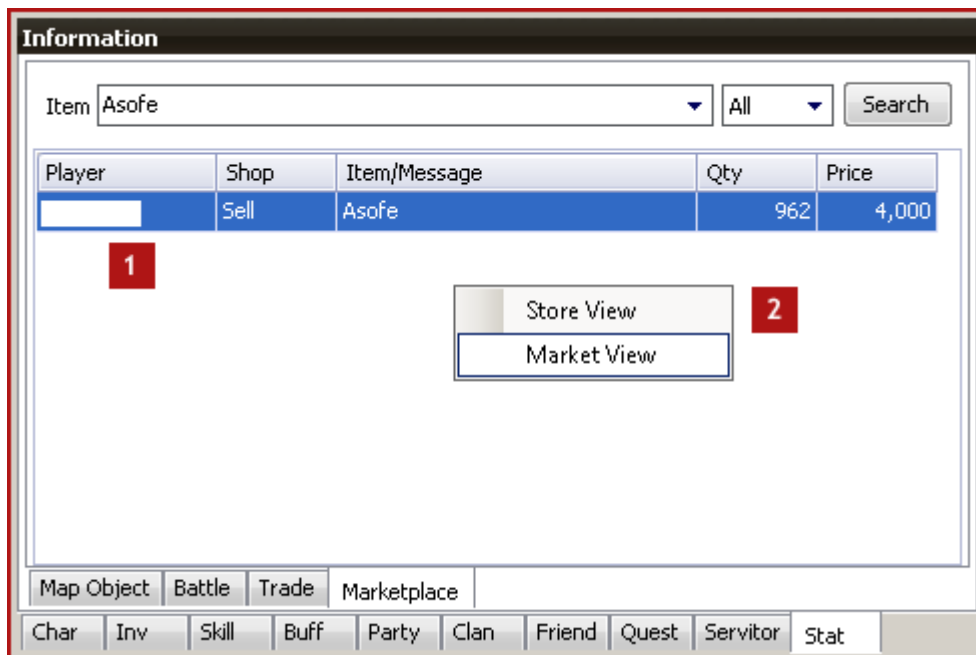 Information
Item Asofe All Search
Player Shop Item/Message Qty Price
Sell Asofe 962 4,000
1
Store View 2
Market View
Map Object Battle Trade Marketplace
Char Inv Skill Buff Party Clan Friend Quest Servitor Stat